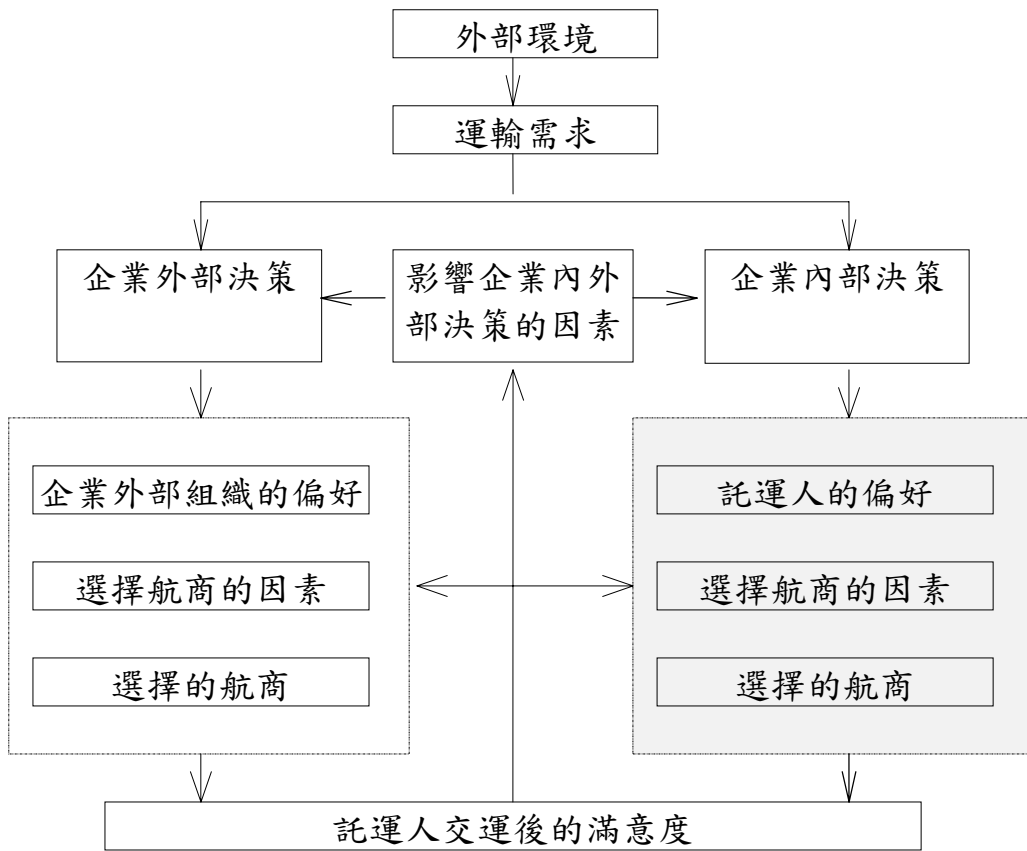 外部環境
運輸需求
企業外部決策
影響企業內外
部決策的因素
企業內部決策
企業外部組織的偏好
選擇航商的因素
選擇的航商
託運人的偏好
選擇航商的因素
選擇的航商
託運人交運後的滿意度